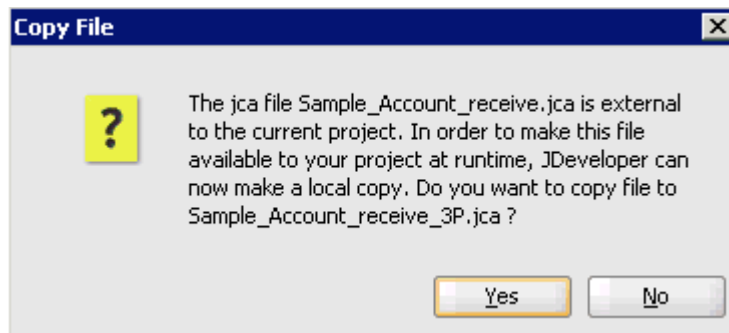 Copy File
?
The jca file Sample_Account_receive.jca is external
to the current project. In order to make this file
available to your project at runtime, JDeveloper can
now make a local copy. Do you want to copy file to
Sample_Account_receive_3P.jca ?
Yes
No